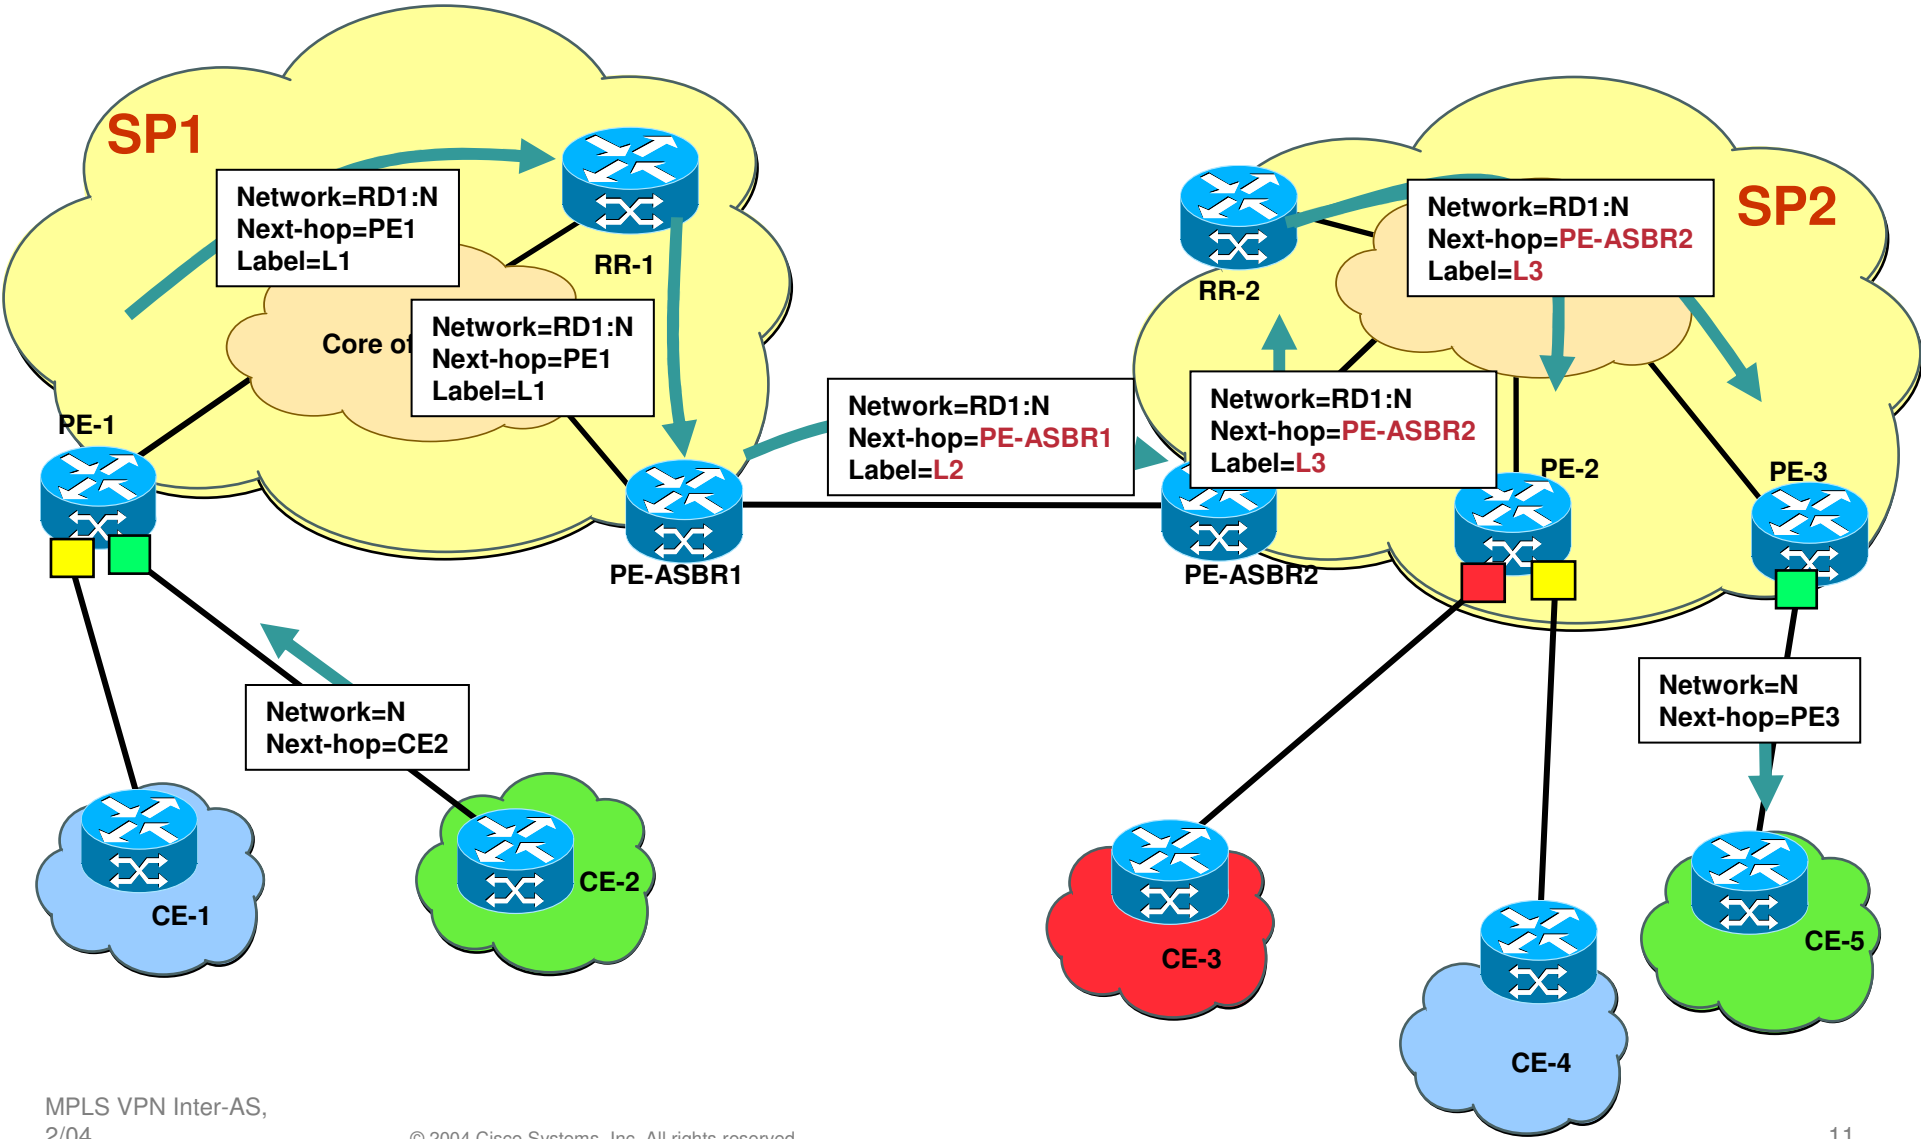 SP1
Network=RD1:N
Next-hop=PE1
Label=L1
RR-1
Core of
Network=RD1:N
Next-hop=PE1
Label=L1
PE-1
PE-ASBR1
Network=RD1:N
Next-hop=PE-ASBR1
Label=L2
SP2
RR-2
Network=RD1:N
Next-hop=PE-ASBR2
Label=L3
Network=RD1:N
Next-hop=PE-ASBR2
Label=L3
PE-ASBR2
PE-2
PE-3
Network=N
Next-hop=CE2
Network=N
Next-hop=PE3
CE-1
CE-2
CE-3
CE-4
CE-5
MPLS VPN Inter-AS,
2/04
© 2004 Cisco Systems, Inc. All rights reserved.
11